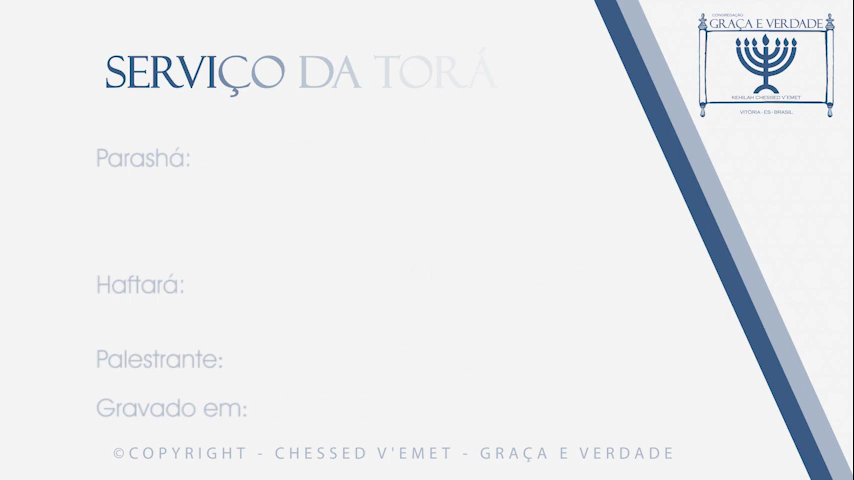 CONGREGAÇÃO
GRAÇA E VERDADE
KEHILAH CHESSED V'EMET
VITÓRIA - ES - BRASIL
SERVIÇO DA TORÁ
Parashá:
Haftará:
Palestrante:
Gravado em:
©COPYRIGHT - CHESSED V'EMET - GRAÇA E VERDADE